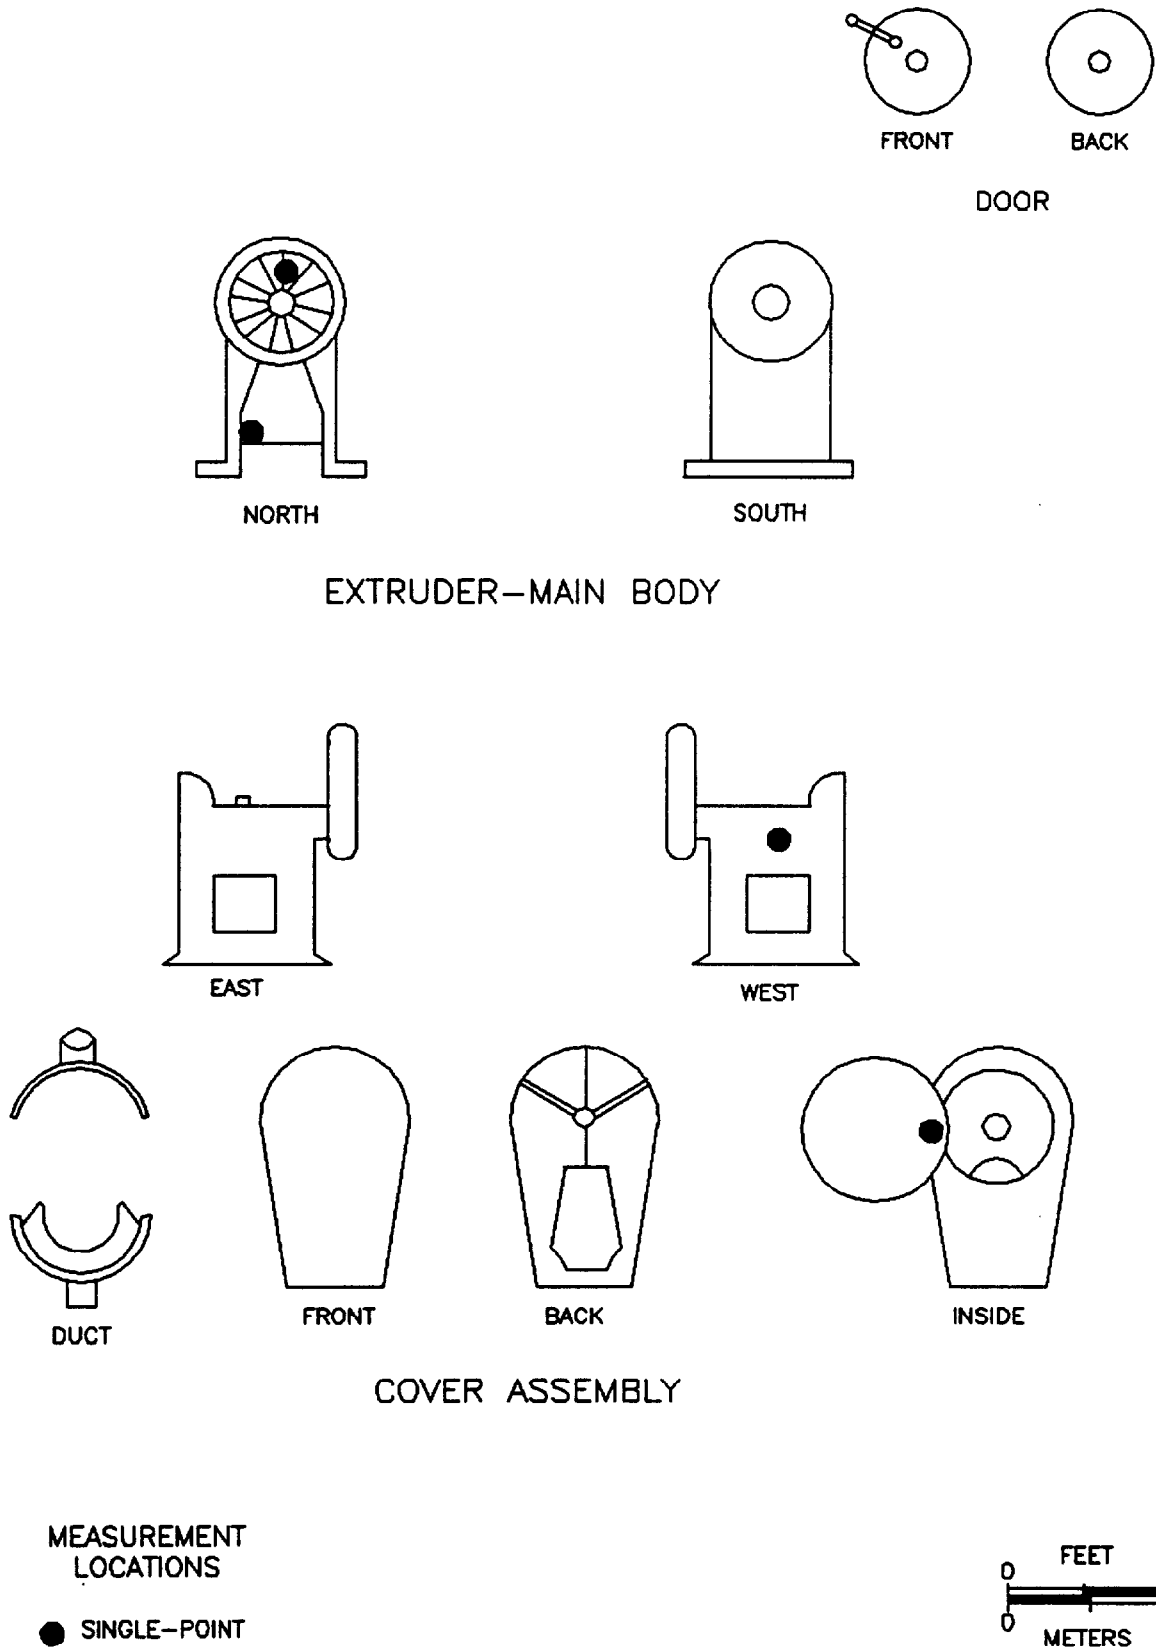 FRONT
BACK
DOOR
NORTH
SOUTH
EXTRUDER-MAIN BODY
EAST
WEST
DUCT
FRONT
BACK
INSIDE
COVER ASSEMBLY
MEASUREMENT
LOCATIONS
SINGLE-POINT
FEET
0
0
METERS